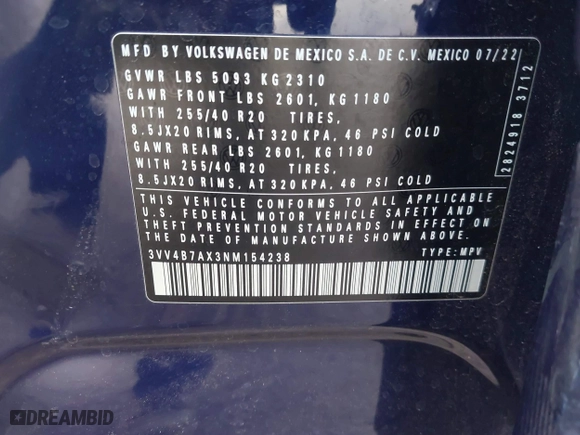 MFD BY VOLKSWAGEN DE MEXICO S.A. DE C.V. MEXICO 07/22
GVWR LBS 5093 KG 2310
GAWR FRONT LBS 2601, KG 1180
WITH 255/40 R20 TIRES,
8.5JX20 RIMS, AT 320 KPA, 46 PSI COLD
GAWR REAR LBS 2601, KG 1180
WITH 255/40 R20 TIRES,
8.5JX20 RIMS, AT 320 KPA, 46 PSI COLD
THIS VEHICLE CONFORMS TO ALL APPLICABLE
U.S. FEDERAL MOTOR VEHICLE SAFETY AND
THEFT PREVENTION STANDARDS IN EFFECT ON
THE DATE OF MANUFACTURE SHOWN ABOVE.
3VV4B7AX3NM154238 TYPE: MPV
2824918 3712
DREAMBID